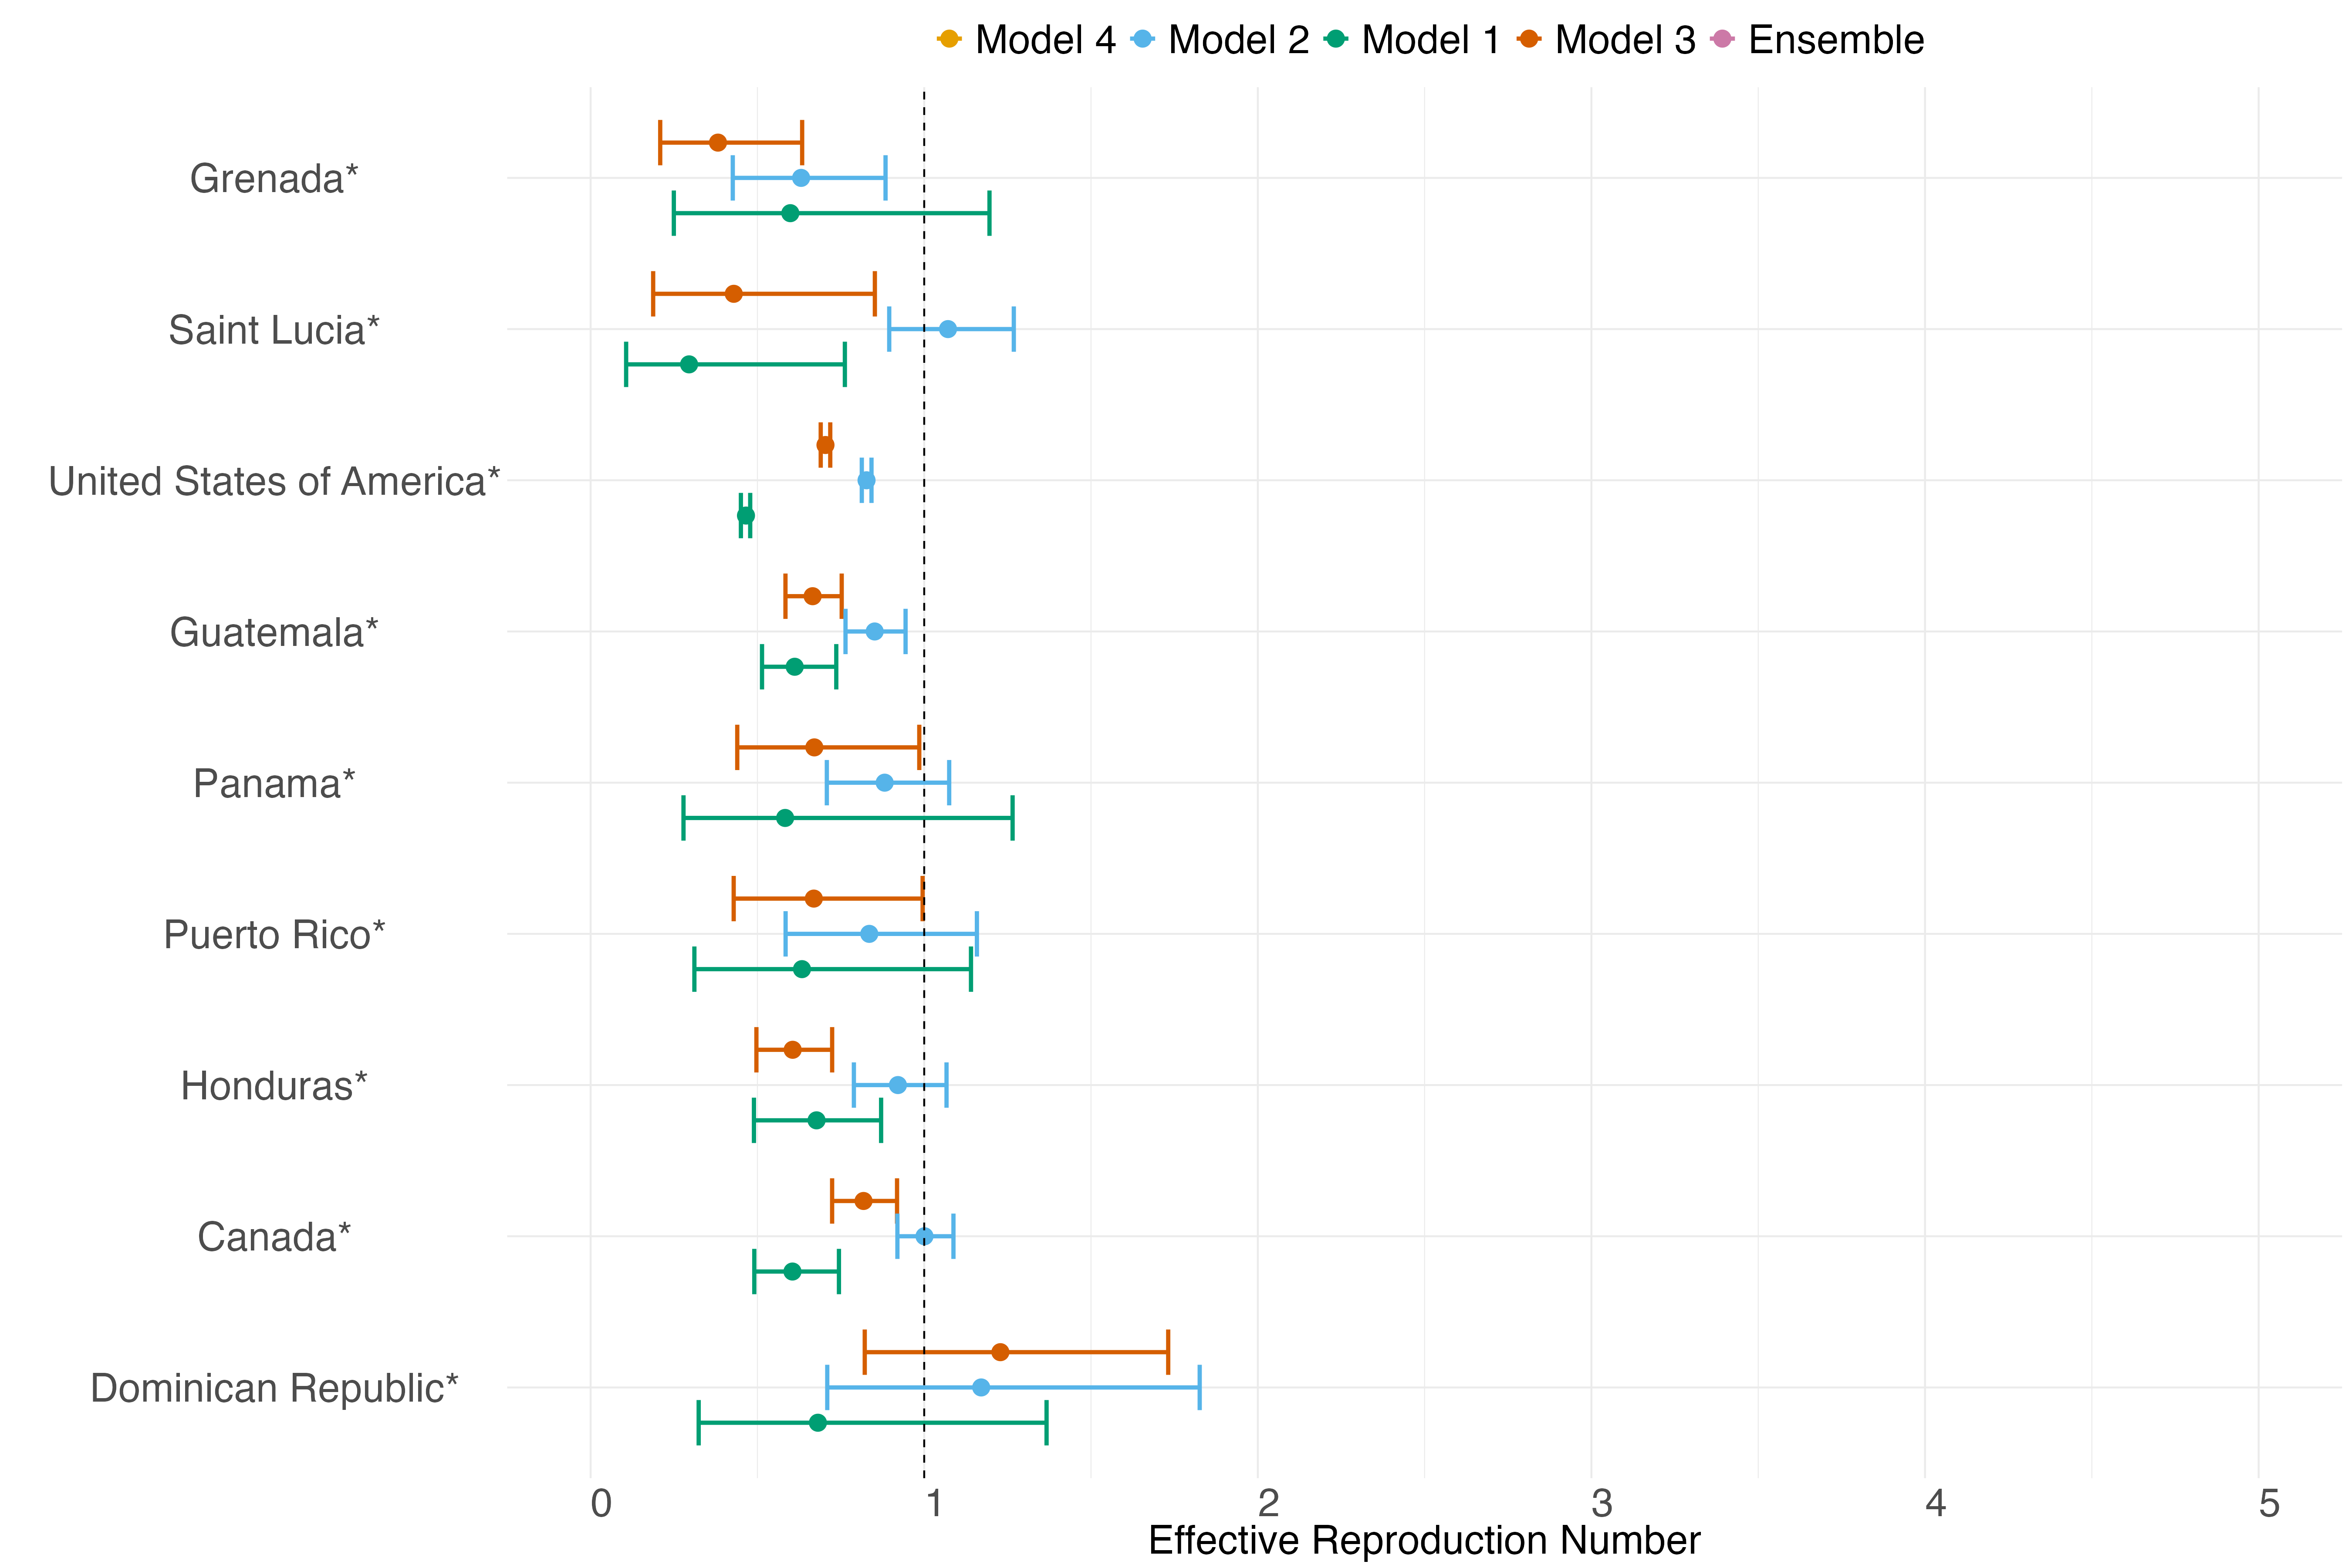 Model 4 Model 2 Model 1 Model 3 Ensemble
Grenada*
Saint Lucia*
United States of America*
Guatemala*
Panama*
Puerto Rico*
Honduras*
Canada*
Dominican Republic*
0 1 2 3 4 5
Effective Reproduction Number